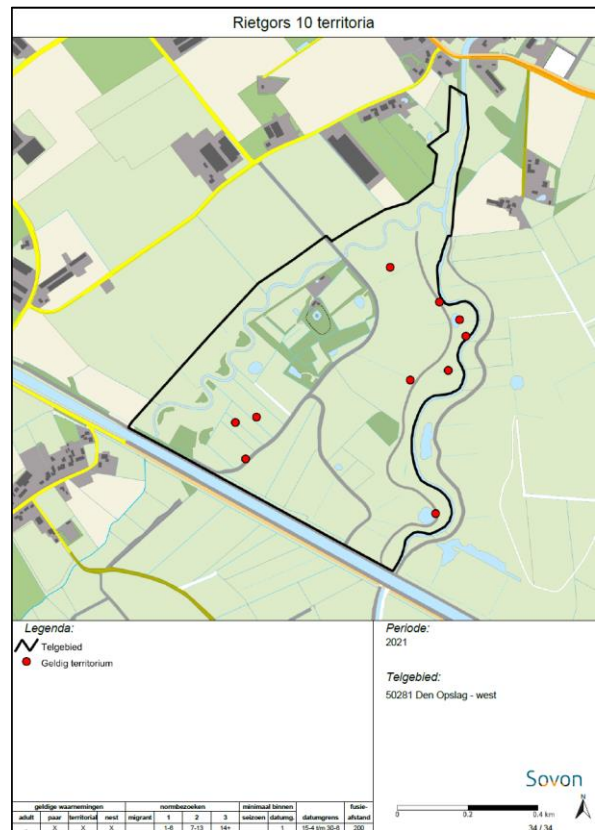 Rietgors 10 territoria
Legenda:
Telgebied
Geldig territorium
Periode:
2021
Telgebied:
50281 Den Opslag - west
Sovon
N
0 0.2 0.4 km
34 / 34
geldige waarnemingen normbezoeken minimaal binnen fusie-
adult paar territoriaal nest migrant 1 2 3 seizoen datumg. datumgrens afstand
. X X X 1-6 7-13 14+ 1 15-4 t/m 30-6 200